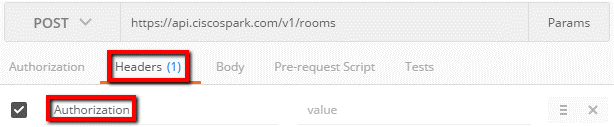 POST https://api.ciscospark.com/v1/rooms Params
Authorization Headers (1) Body Pre-request Script Tests
Authorization value